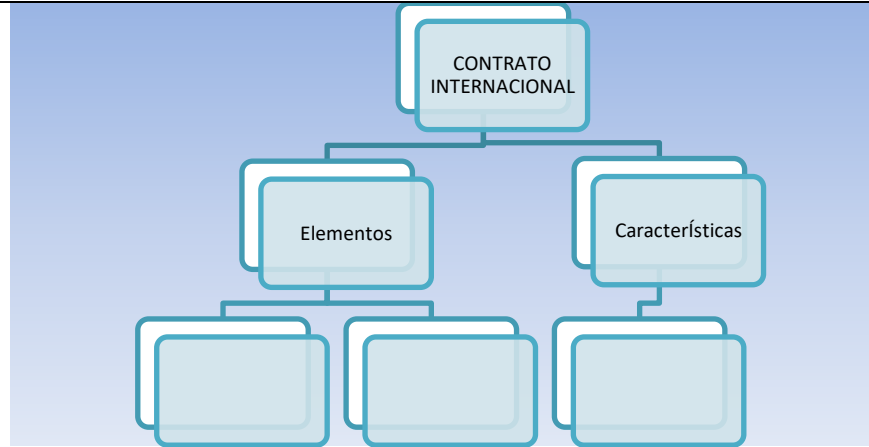 CONTRATO
INTERNACIONAL
Elementos
CaracterÍsticas